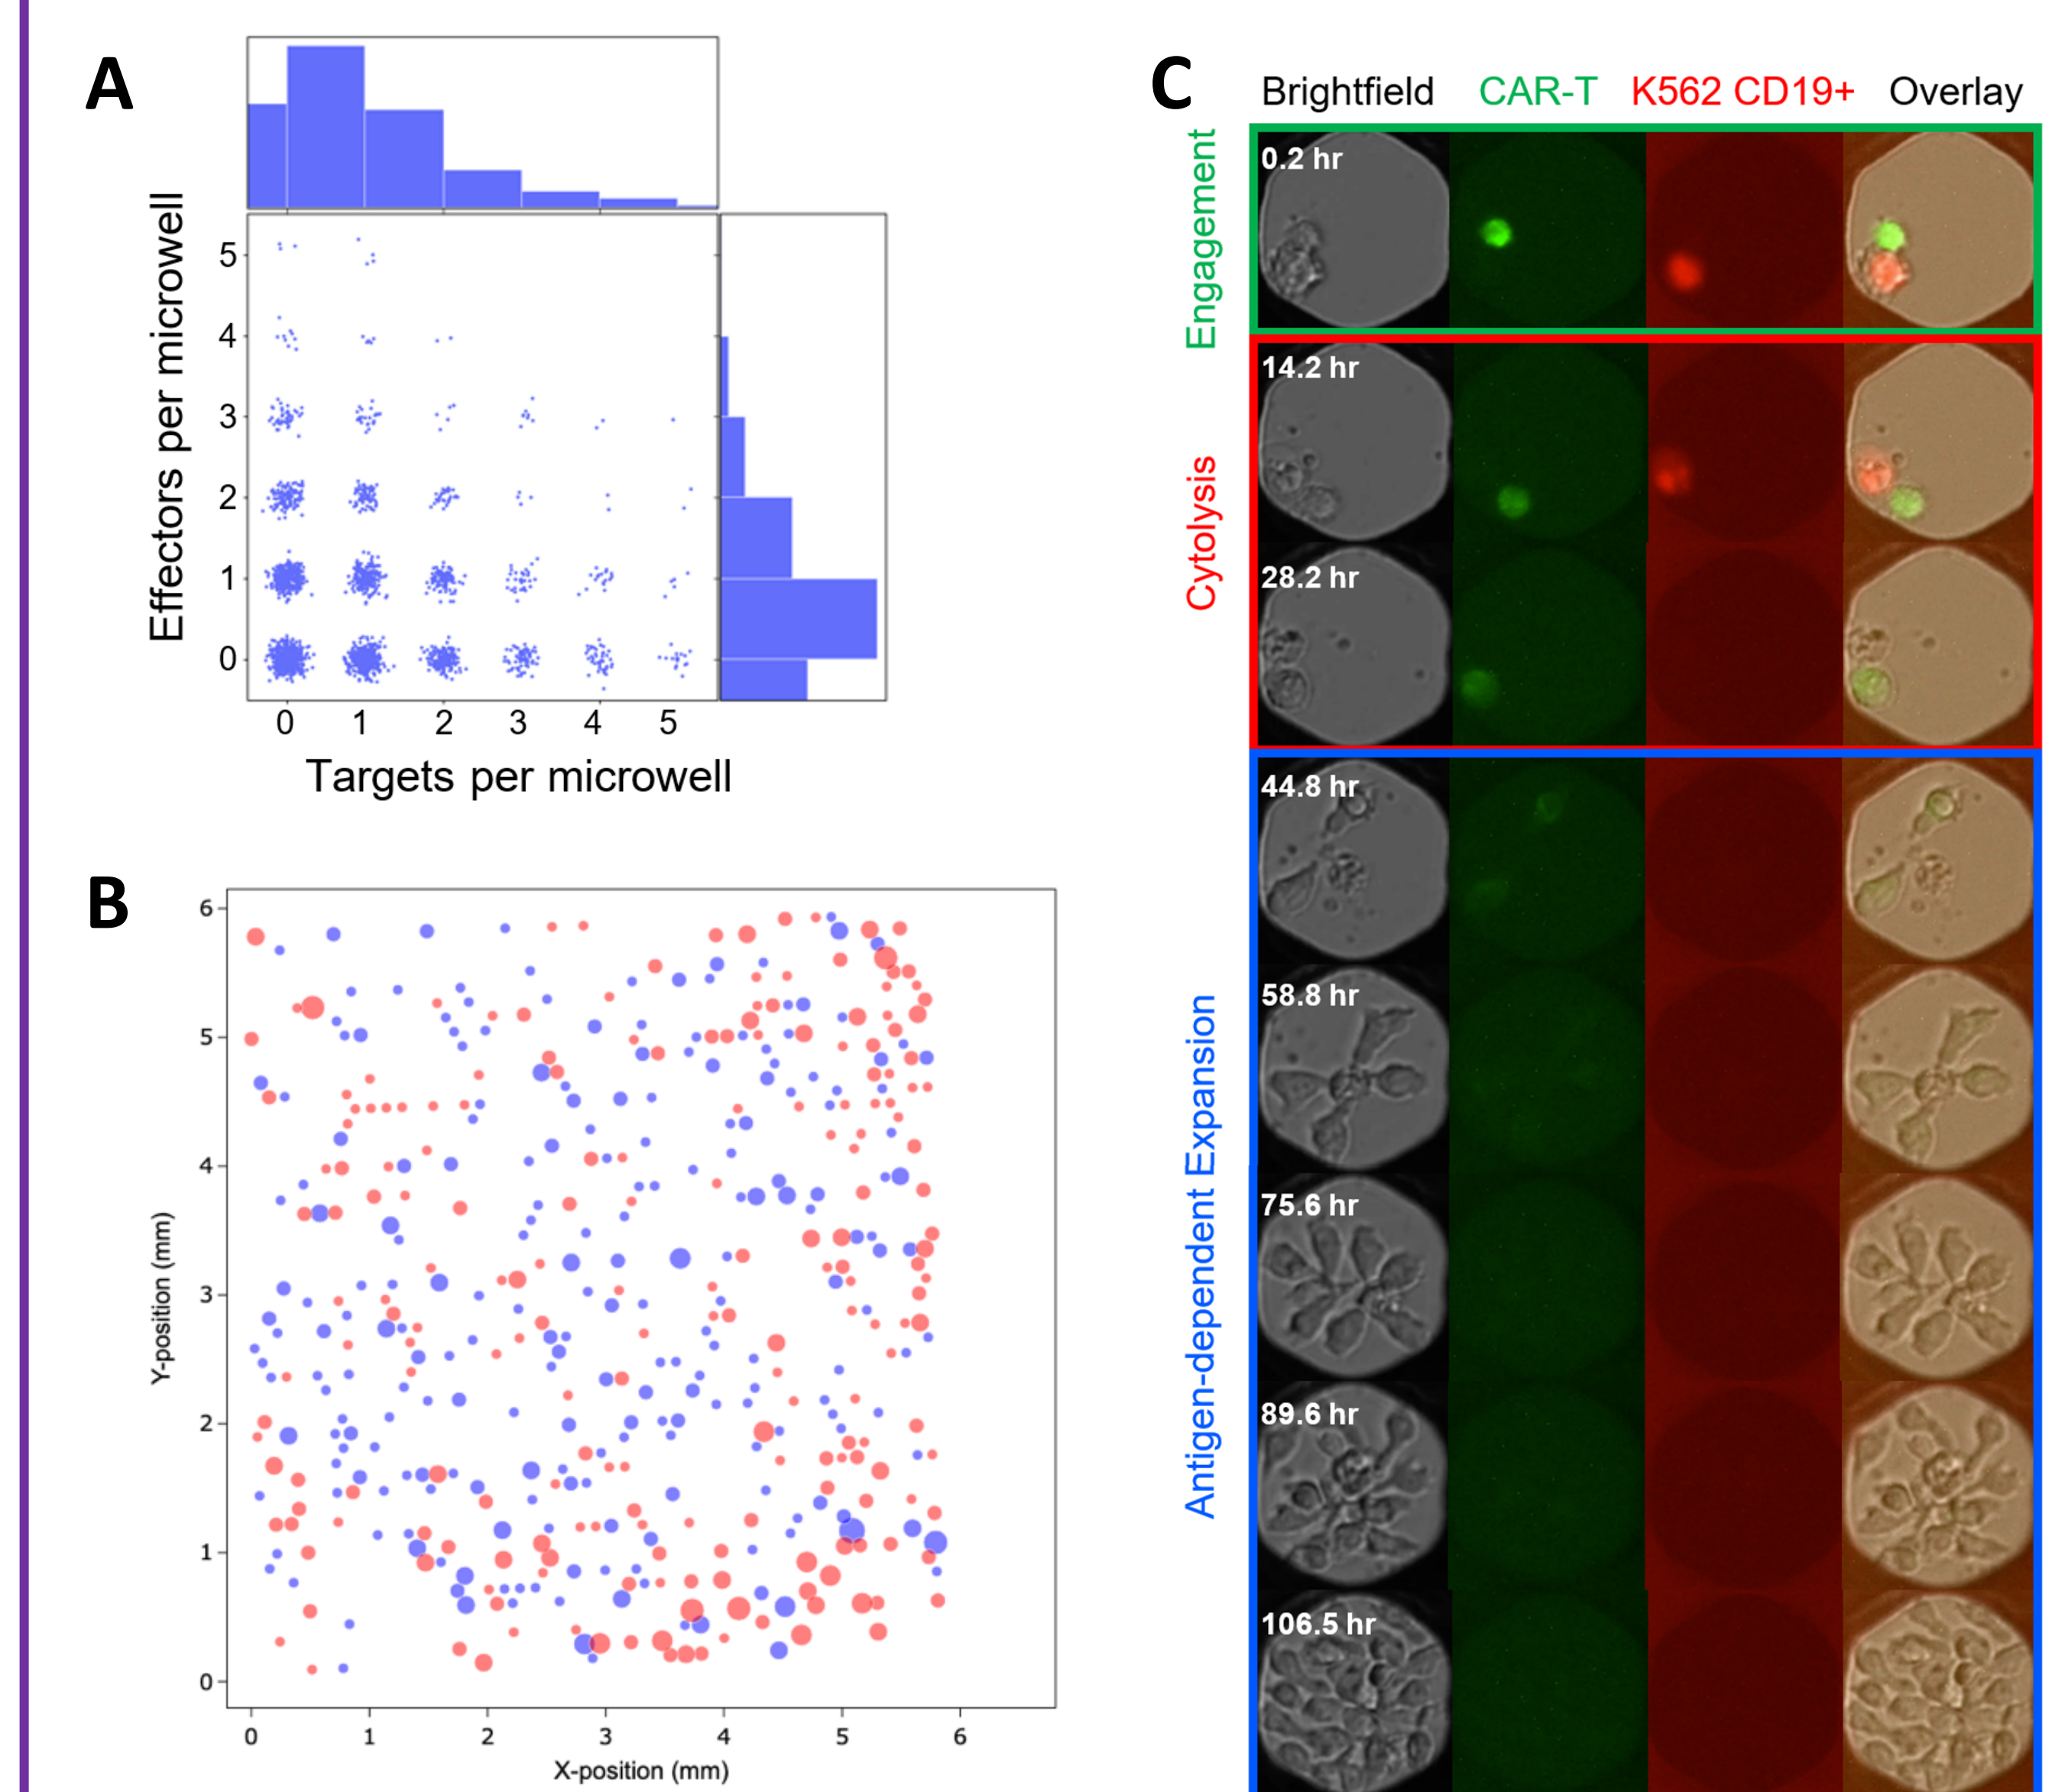 A
Effectors per microwell
5
4
3
2
1
0
0 1 2 3 4 5
Targets per microwell
B
Y-position (mm)
6
5
4
3
2
1
0
0 1 2 3 4 5 6
X-position (mm)
C
Brightfield CAR-T K562 CD19+ Overlay
Engagement
0.2 hr
Cytolysis
14.2 hr
28.2 hr
Antigen-dependent Expansion
44.8 hr
58.8 hr
75.6 hr
89.6 hr
106.5 hr